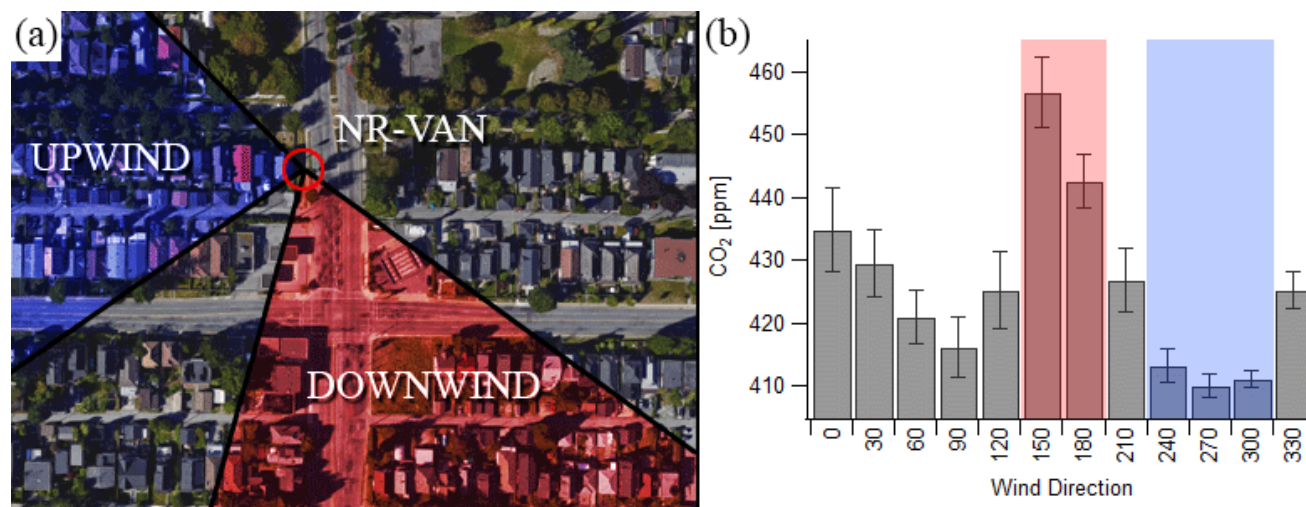 (a)
NR-VAN
UPWIND
DOWNWIND
(b)
460
450
440
430
420
410
CO₂ [ppm]
0 30 60 90 120 150 180 210 240 270 300 330
Wind Direction